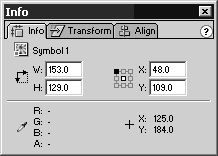 Info
Info Transform Align ?
Symbol 1
W: 153.0 X: 48.0
H: 129.0 Y: 109.0
R: - X: 125.0
G: - Y: 184.0
B: -
A: -